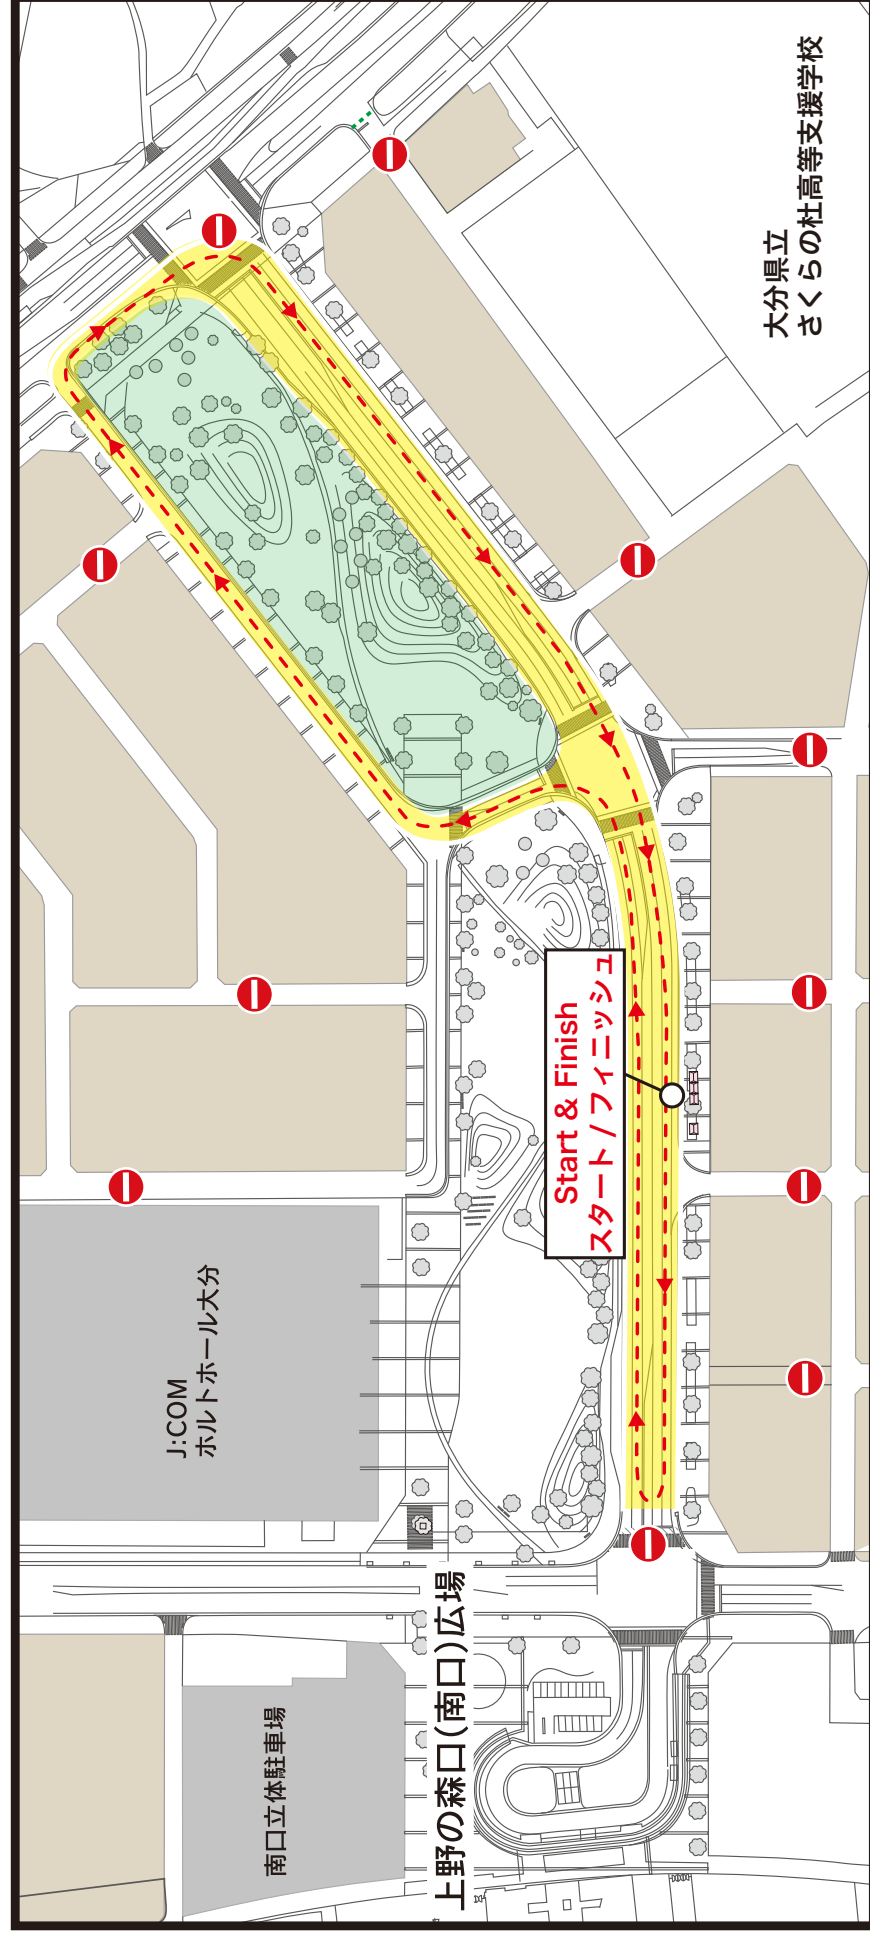 大分県立
さくらの杜高等支援学校
Start & Finish
スタート / フィニッシュ
J:COM
ホルトホール大分
上野の森口(南口)広場
南口立体駐車場